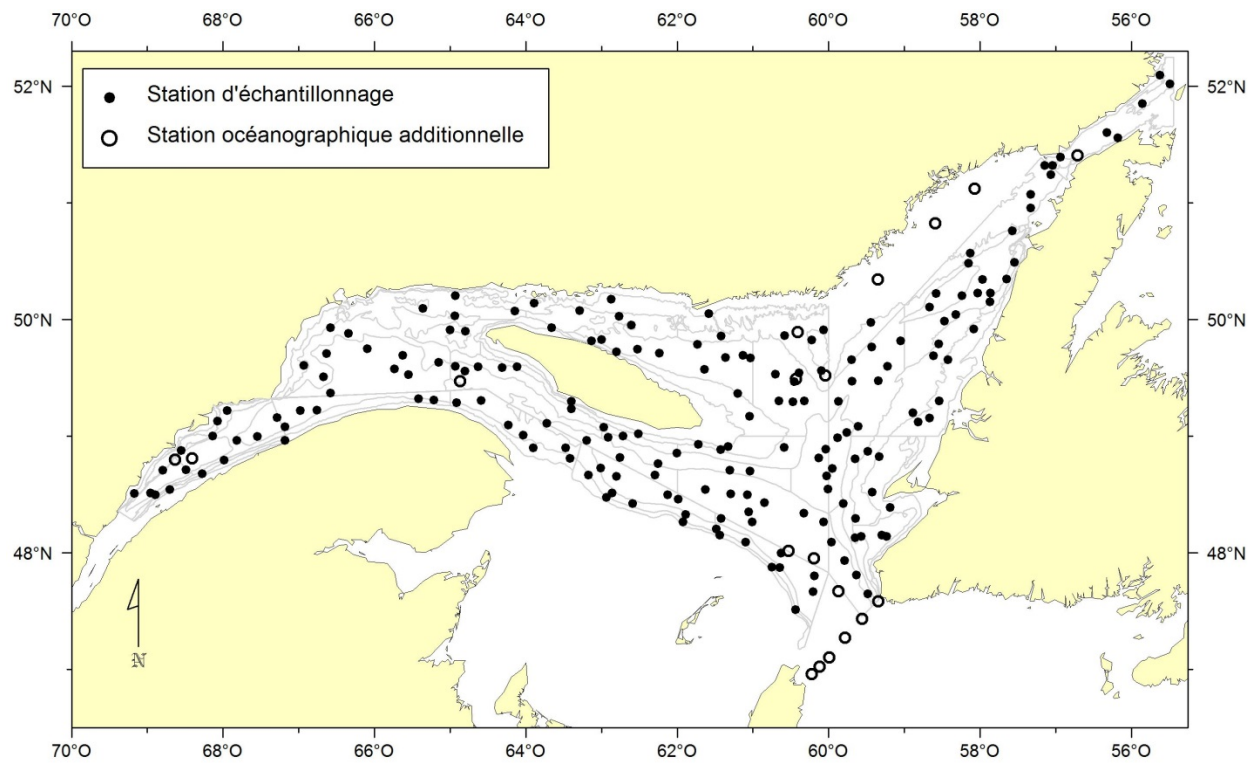 70°O 68°O 66°O 64°O 62°O 60°O 58°O 56°O
Station d'échantillonnage
Station océanographique additionnelle
52°N 52°N
50°N 50°N
48°N 48°N
N
70°O 68°O 66°O 64°O 62°O 60°O 58°O 56°O